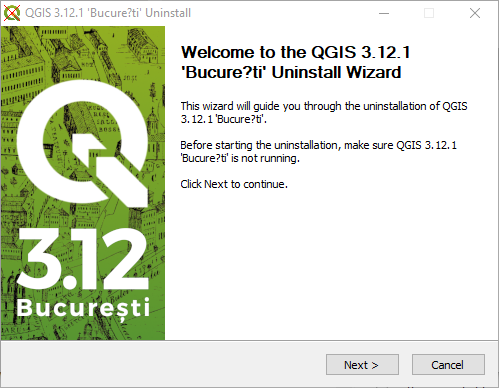 QGIS 3.12.1 'Bucure?ti' Uninstall
Welcome to the QGIS 3.12.1
'Bucure?ti' Uninstall Wizard
This wizard will guide you through the uninstallation of QGIS
3.12.1 'Bucure?ti'.
Before starting the uninstallation, make sure QGIS 3.12.1
'Bucure?ti' is not running.
Click Next to continue.
3.12
București
Next >
Cancel